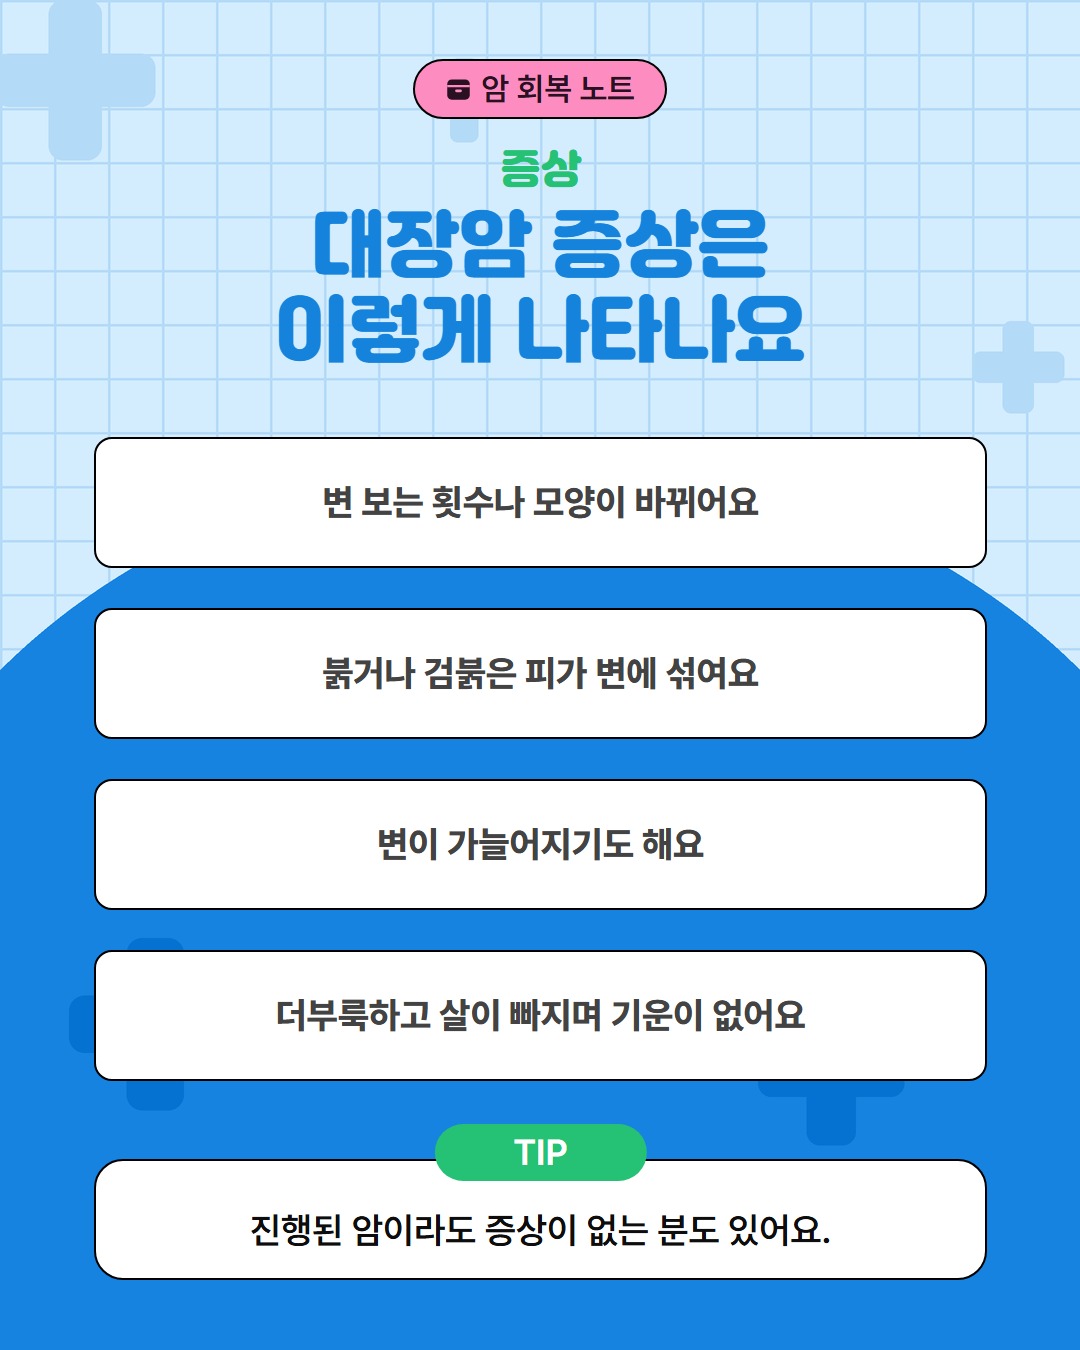 암 회복 노트
증상
대장암 증상은
이렇게 나타나요
변 보는 횟수나 모양이 바뀌어요
붉거나 검붉은 피가 변에 섞여요
변이 가늘어지기도 해요
더부룩하고 살이 빠지며 기운이 없어요
TIP
진행된 암이라도 증상이 없는 분도 있어요.